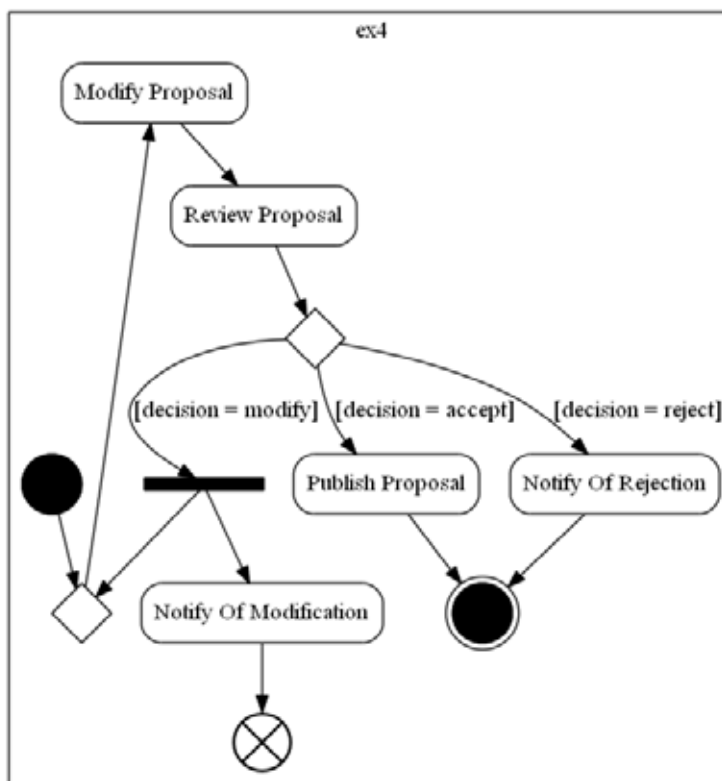 ex4
Modify Proposal
Review Proposal
[decision = modify]
[decision = accept]
[decision = reject]
Publish Proposal
Notify Of Rejection
Notify Of Modification